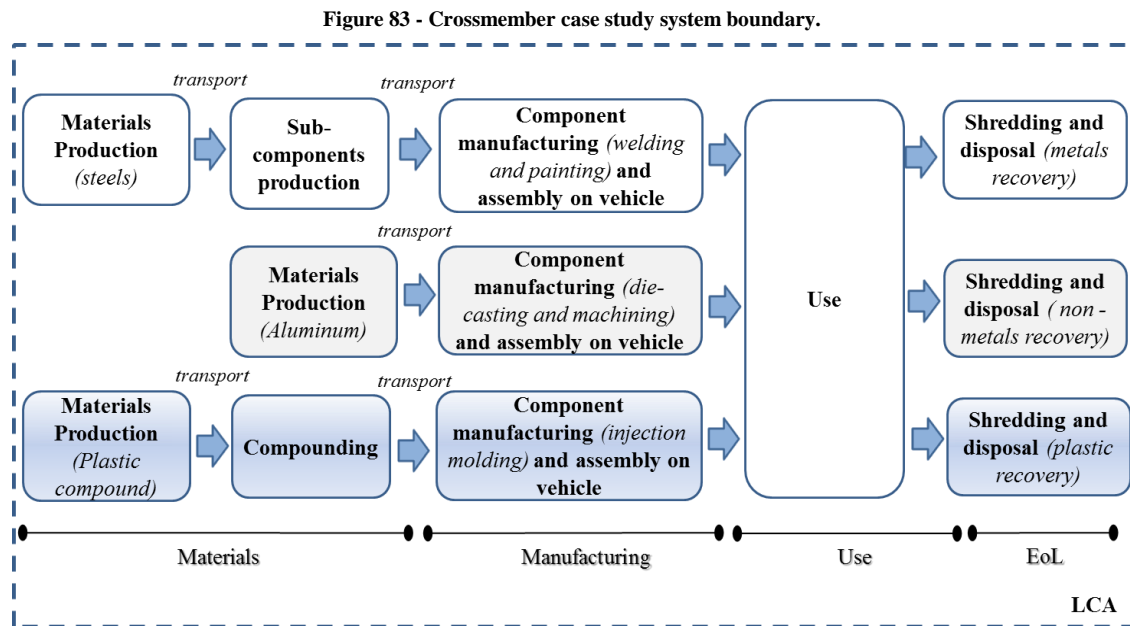 Figure 83 - Crossmember case study system boundary.
transport
transport
Materials
Production
(steels)
Sub-
components
production
Component
manufacturing (welding
and painting) and
assembly on vehicle
Shredding and
disposal (metals
recovery)
transport
Materials
Production
(Aluminum)
Component
manufacturing (die-
casting and machining)
and assembly on vehicle
Use
Shredding and
disposal ( non -
metals recovery)
transport
transport
Materials
Production
(Plastic
compound)
Compounding
Component
manufacturing (injection
molding) and assembly on
vehicle
Shredding and
disposal (plastic
recovery)
Materials
Manufacturing
Use
EoL
LCA